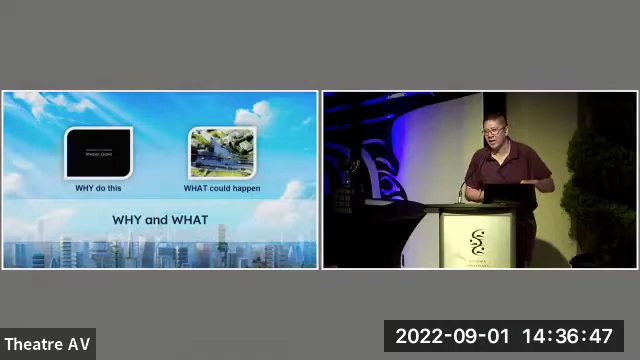 WHY do this
WHAT could happen
WHY and WHAT
Theatre AV
2022-09-01 14:36:47